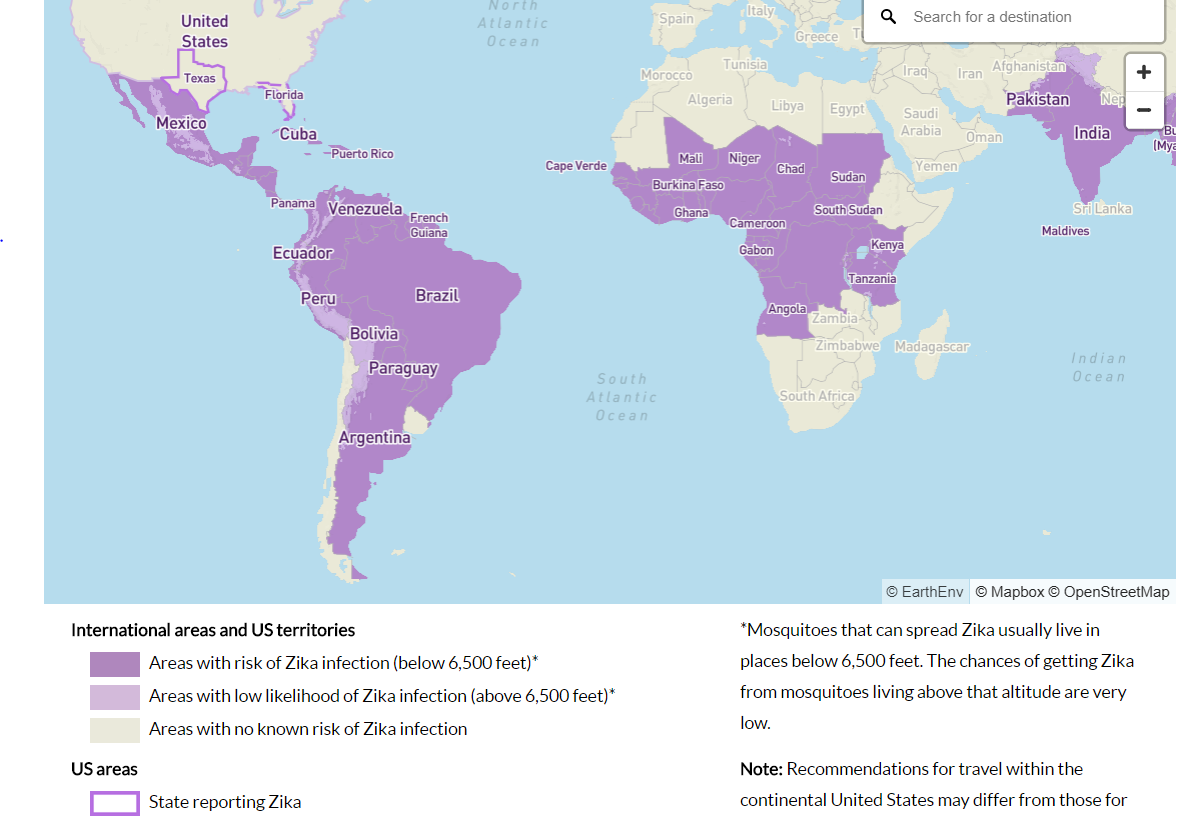 North
Atlantic
Ocean
United
States
Texas
Florida
Mexico
Cuba
Puerto Rico
Panama
Venezuela
French
Guiana
Ecuador
Peru
Brazil
Bolivia
Paraguay
Argentina
South
Atlantic
Ocean
Spain
Italy
Greece
Search for a destination
+
−
Morocco
Tunisia
Algeria
Libya
Egypt
Iraq
Iran
Afghanistan
Saudi
Arabia
Oman
Yemen
Pakistan
India
Sri Lanka
Maldives
Cape Verde
Mali
Niger
Chad
Sudan
Burkina Faso
Ghana
Cameroon
South Sudan
Gabon
Kenya
Tanzania
Angola
Zambia
Zimbabwe
Madagascar
South Africa
Indian
Ocean
© EarthEnv © Mapbox © OpenStreetMap
International areas and US territories
Areas with risk of Zika infection (below 6,500 feet)*
Areas with low likelihood of Zika infection (above 6,500 feet)*
Areas with no known risk of Zika infection
US areas
State reporting Zika
*Mosquitoes that can spread Zika usually live in
places below 6,500 feet. The chances of getting Zika
from mosquitoes living above that altitude are very
low.
Note: Recommendations for travel within the
continental United States may differ from those for